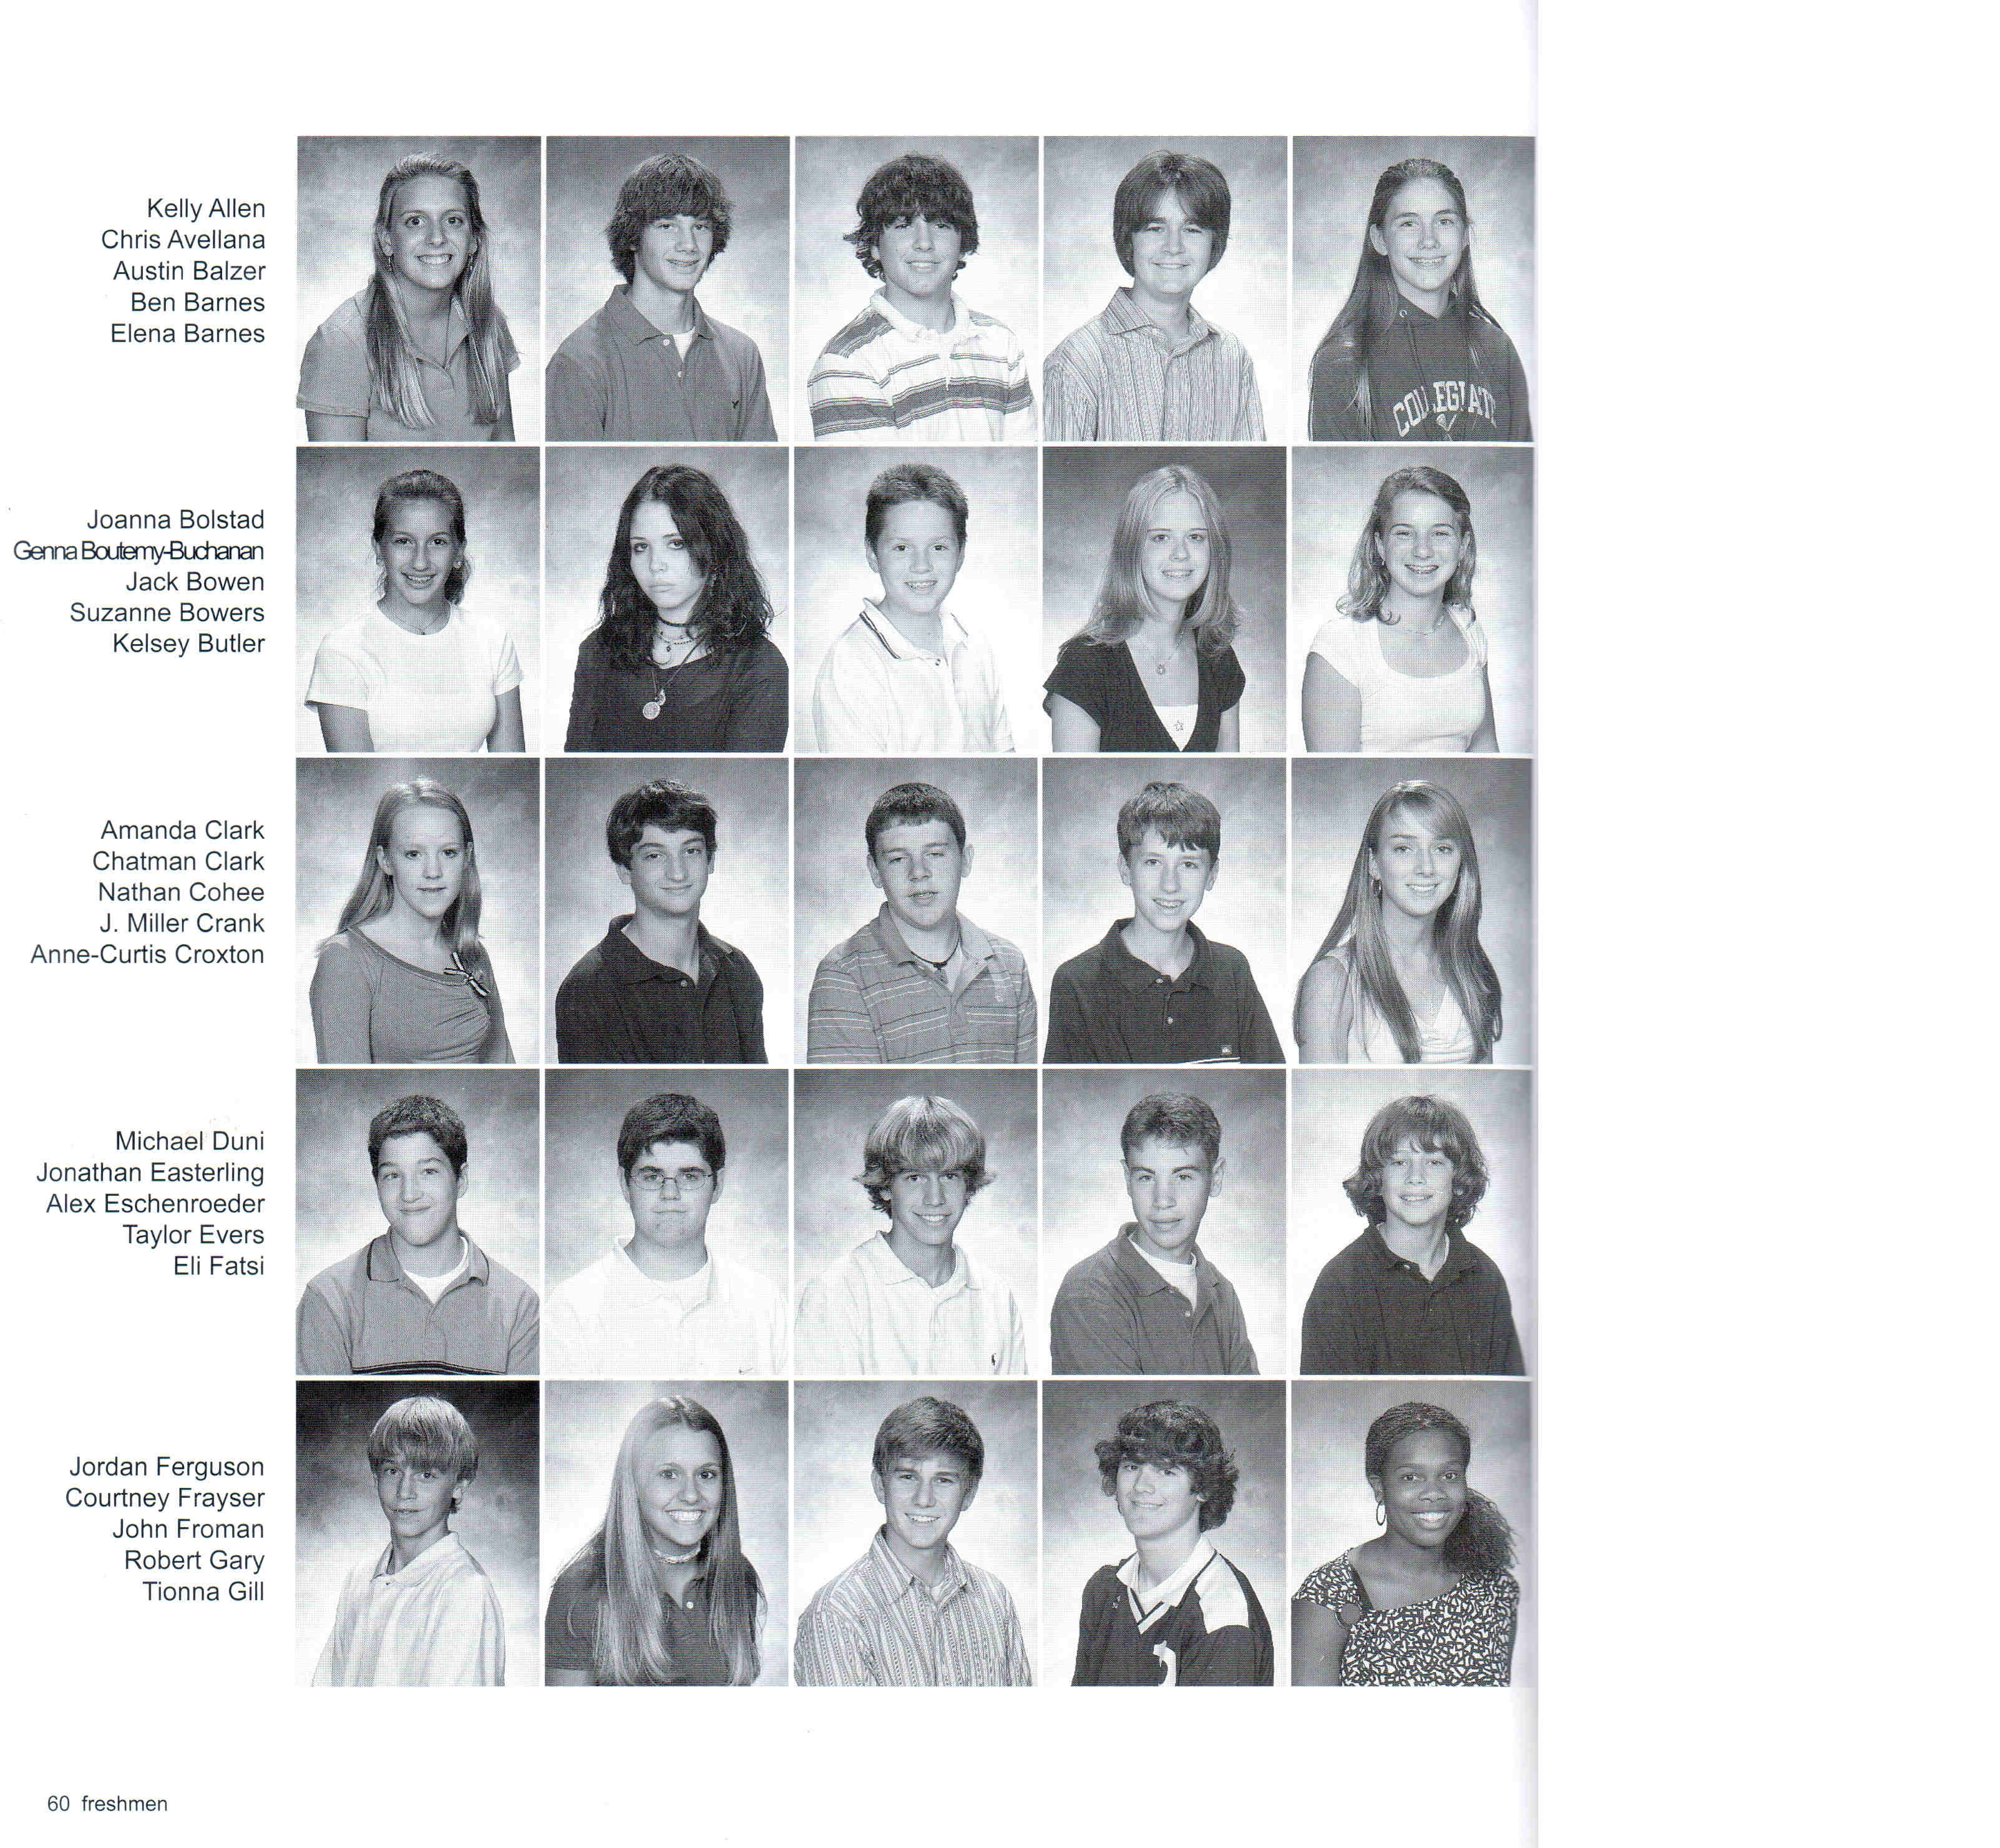 Kelly Allen
Chris Avellana
Austin Balzer
Ben Barnes
Elena Barnes
COLLEGIATE
Joanna Bolstad
Genna Boutemy-Buchanan
Jack Bowen
Suzanne Bowers
Kelsey Butler
Amanda Clark
Chatman Clark
Nathan Cohee
J. Miller Crank
Anne-Curtis Croxton
Michael Duni
Jonathan Easterling
Alex Eschenroeder
Taylor Evers
Eli Fatsi
Jordan Ferguson
Courtney Frayser
John Froman
Robert Gary
Tionna Gill
60 freshmen